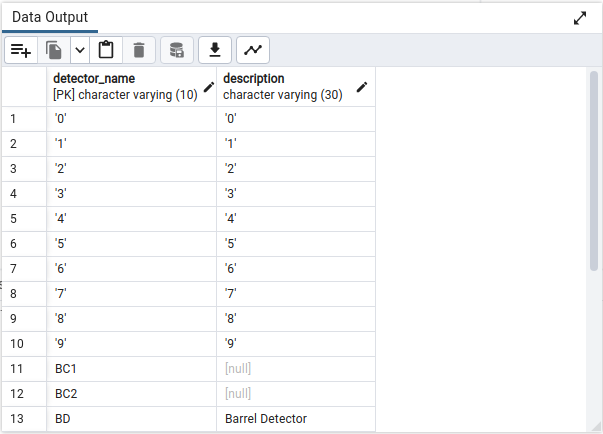 Data Output
detector_name description
[PK] character varying (10) character varying (30)
1 '0' '0'
2 '1' '1'
3 '2' '2'
4 '3' '3'
5 '4' '4'
6 '5' '5'
7 '6' '6'
8 '7' '7'
9 '8' '8'
10 '9' '9'
11 BC1 [null]
12 BC2 [null]
13 BD Barrel Detector